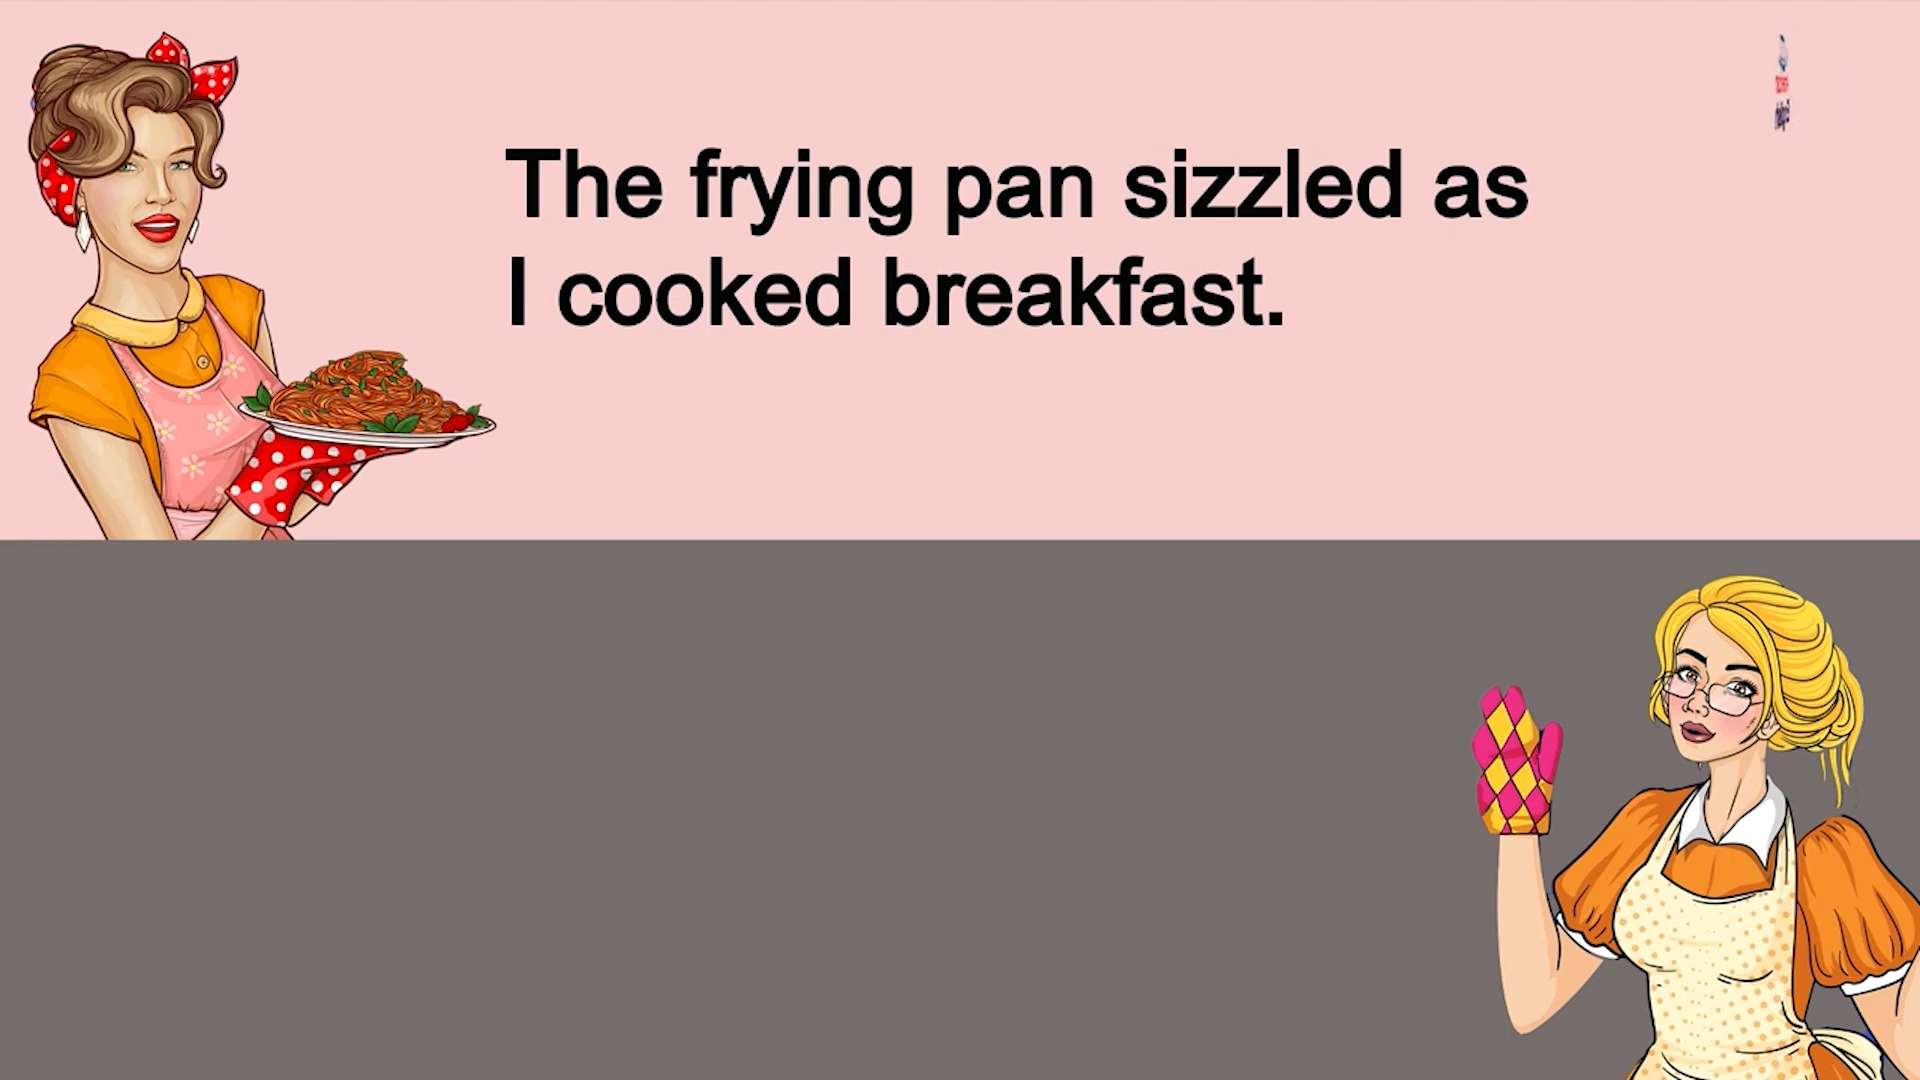 The frying pan sizzled as
I cooked breakfast.